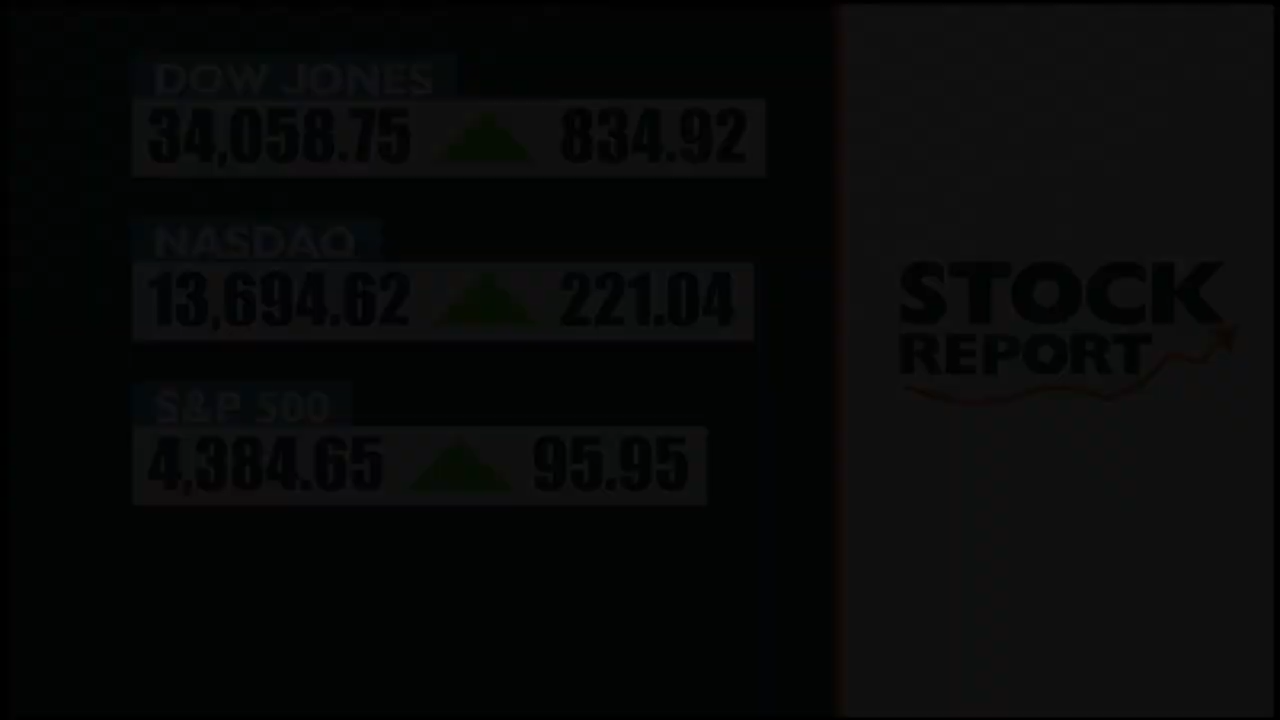 DOW JONES
34,058.75 834.92
NASDAQ
13,694.62 221.04
S&P 500
4,384.65 95.95
STOCK
REPORT